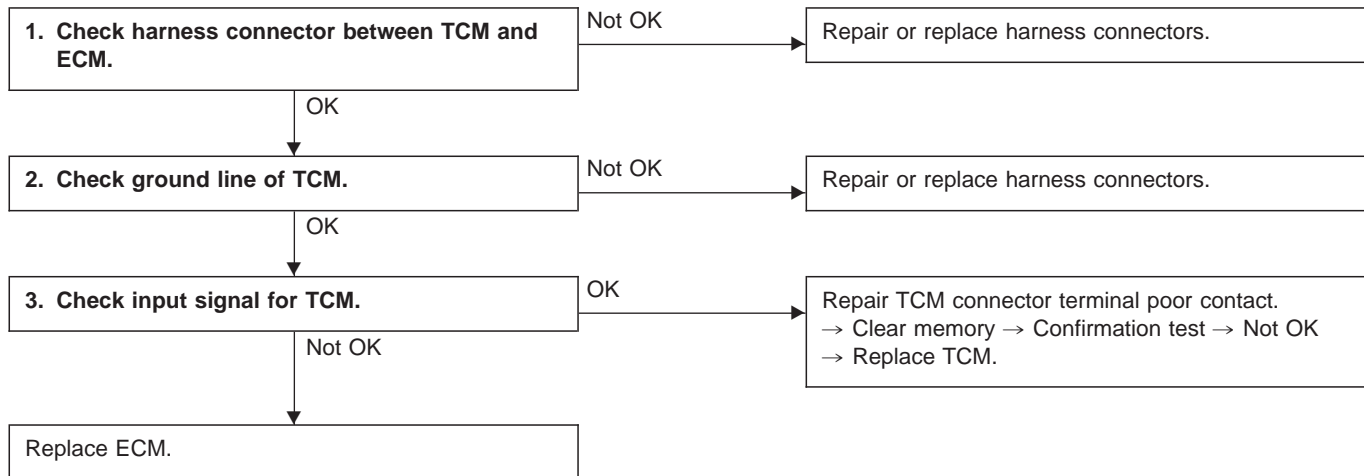 1. Check harness connector between TCM and
ECM.
Not OK
Repair or replace harness connectors.
OK
2. Check ground line of TCM.
Not OK
Repair or replace harness connectors.
OK
3. Check input signal for TCM.
OK
Repair TCM connector terminal poor contact.
→ Clear memory → Confirmation test → Not OK
→ Replace TCM.
Not OK
Replace ECM.